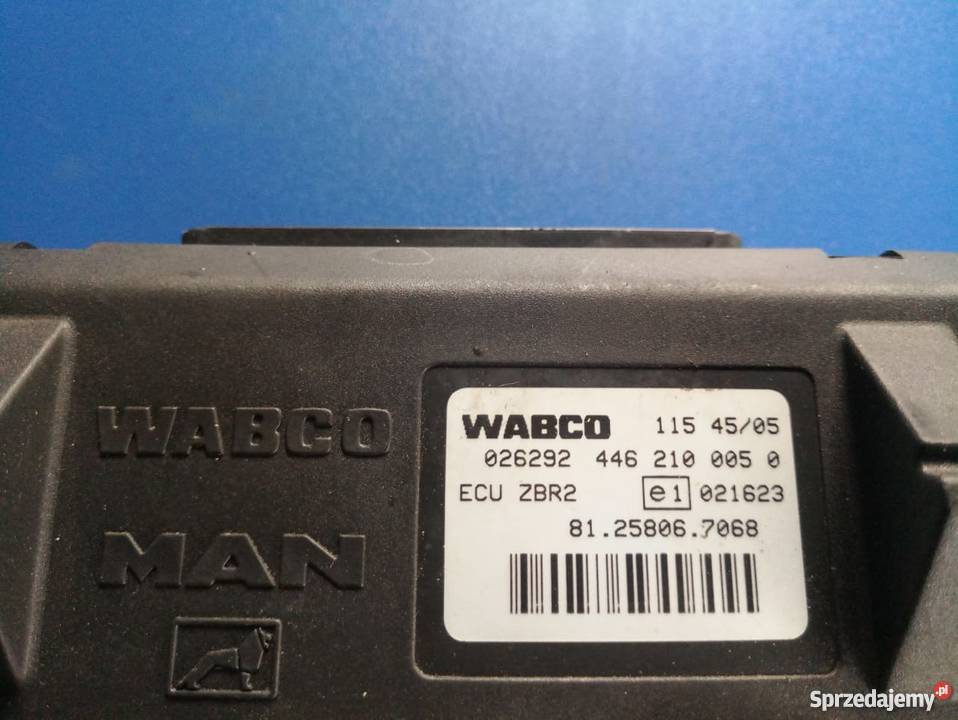 WABCO
MAN
WABCO 115 45/05
026292 446 210 005 0
ECU ZBR2 e1 021623
81.25806.7068
Sprzedajemy.pl